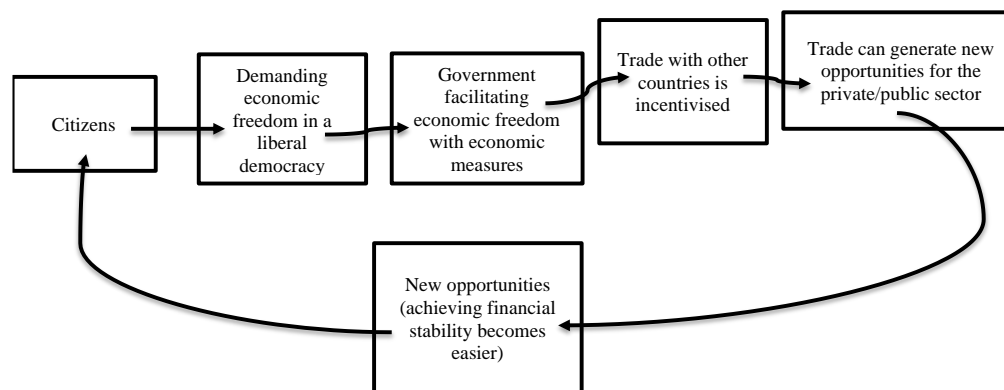 Citizens
Demanding
economic
freedom in a
liberal
democracy
Government
facilitating
economic freedom
with economic
measures
Trade with other
countries is
incentivised
Trade can generate new
opportunities for the
private/public sector
New opportunities
(achieving financial
stability becomes
easier)